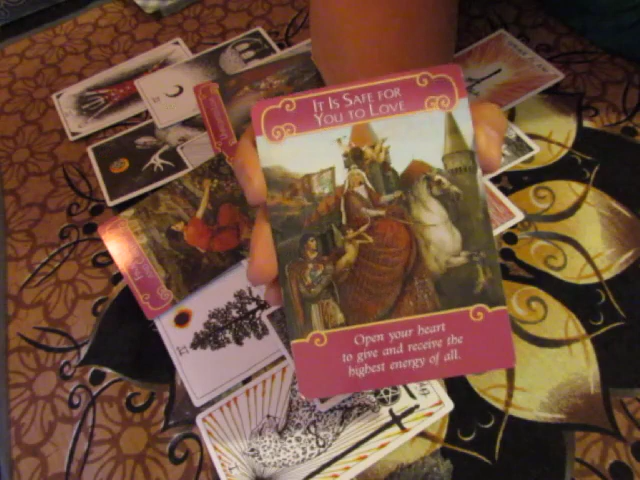 It Is Safe for
You to Love
Open your heart
to give and receive the
highest energy of all.